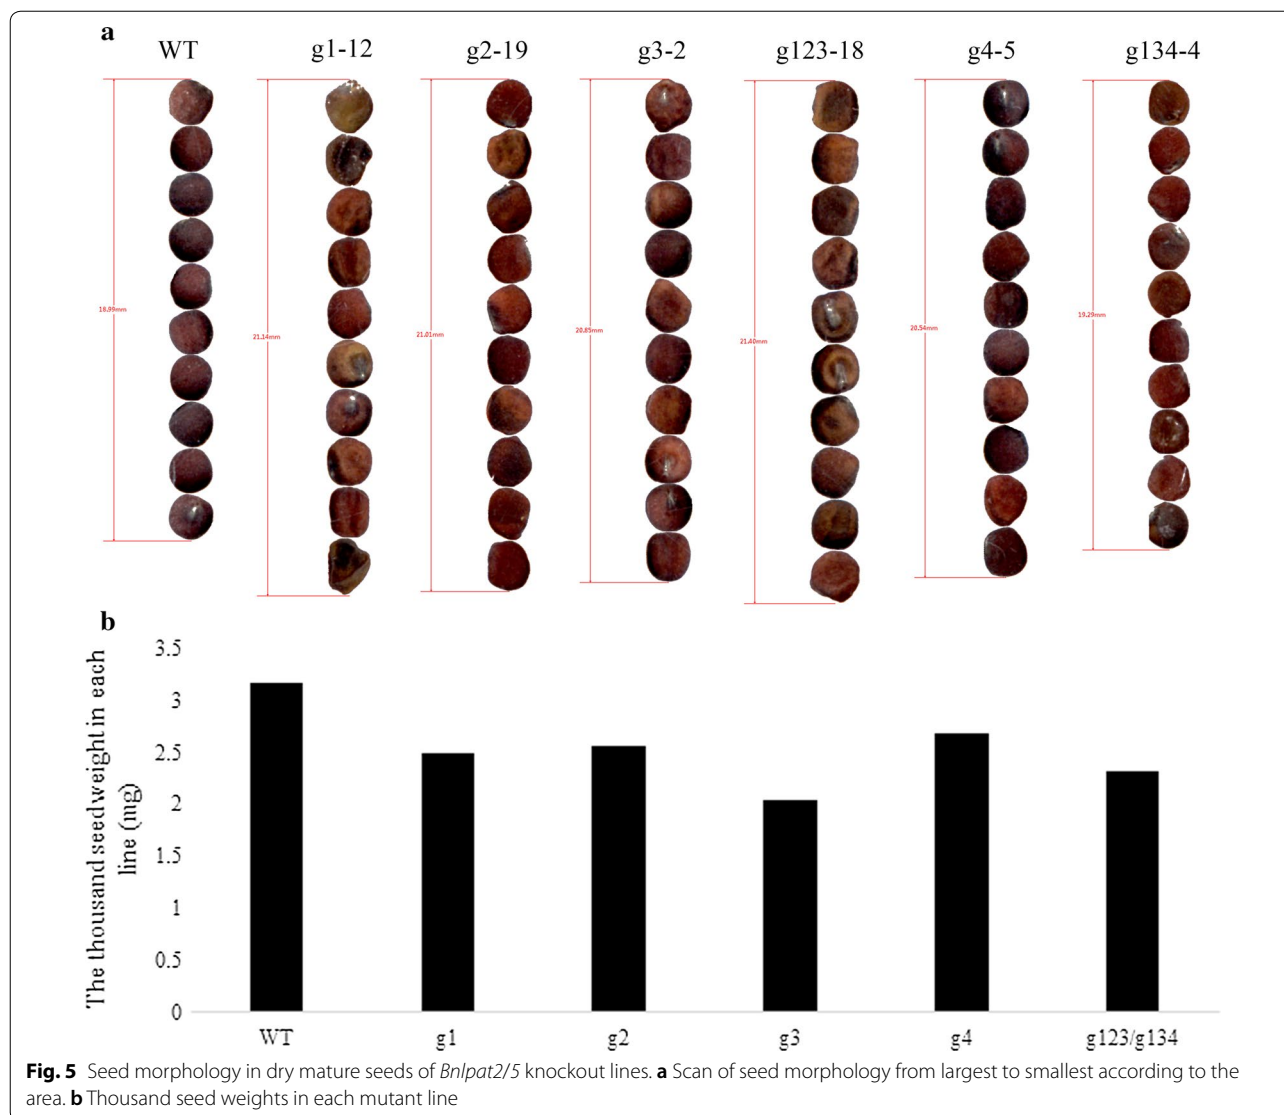 a
WT g1-12 g2-19 g3-2 g123-18 g4-5 g134-4
18.99mm
21.14mm
21.01mm
20.85mm
21.40mm
20.54mm
19.29mm
b
The thousand seed weight in each
line (mg)
3.5
3
2.5
2
1.5
1
0.5
0
WT g1 g2 g3 g4 g123/g134
Fig. 5 Seed morphology in dry mature seeds of Bnlpat2/5 knockout lines. a Scan of seed morphology from largest to smallest according to the
area. b Thousand seed weights in each mutant line